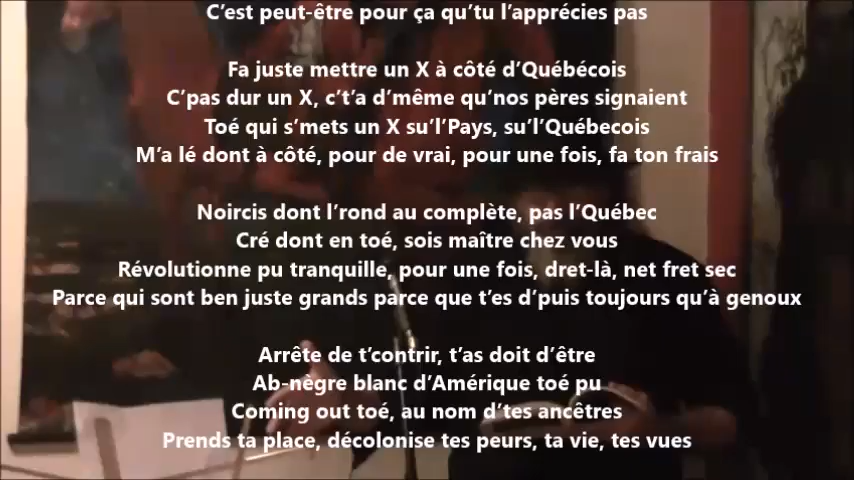 C'est peut-être pour ça qu'tu l'apprécies pas
Fa juste mettre un X à côté d'Québécois
C'pas dur un X, c't'a d'même qu'nos pères signaient
Toé qui s'mets un X su'l'Pays, su'l'Québecois
M'a lé dont à côté, pour de vrai, pour une fois, fa ton frais
Noircis dont l'rond au complète, pas l'Québec
Cré dont en toé, sois maître chez vous
Révolutionne pu tranquille, pour une fois, dret-là, net fret sec
Parce qui sont ben juste grands parce que t'es d'puis toujours qu'à genoux
Arrête de t'contrir, t'as doit d'être
Ab-nègre blanc d'Amérique toé pu
Coming out toé, au nom d'tes ancêtres
Prends ta place, décolonise tes peurs, ta vie, tes vues